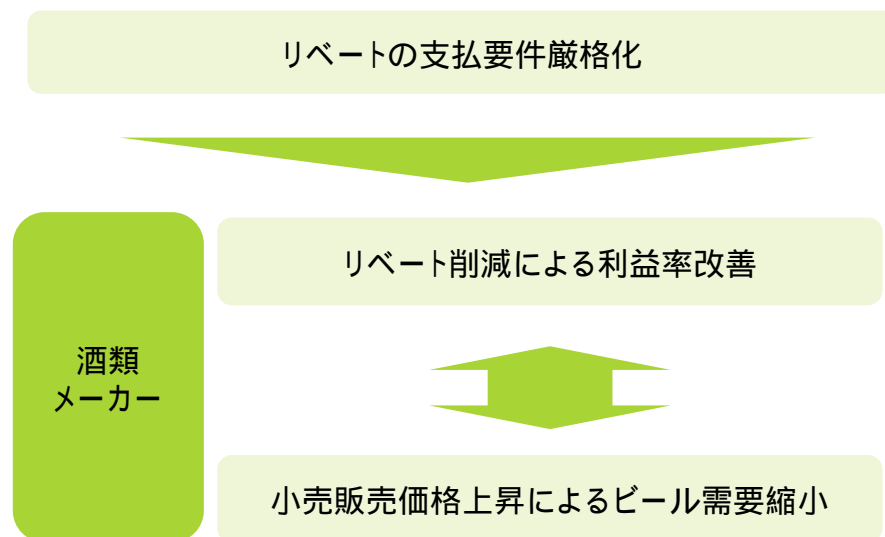 リベートの支払要件厳格化
リベート削減による利益率改善
酒類
メーカー
小売販売価格上昇によるビール需要縮小